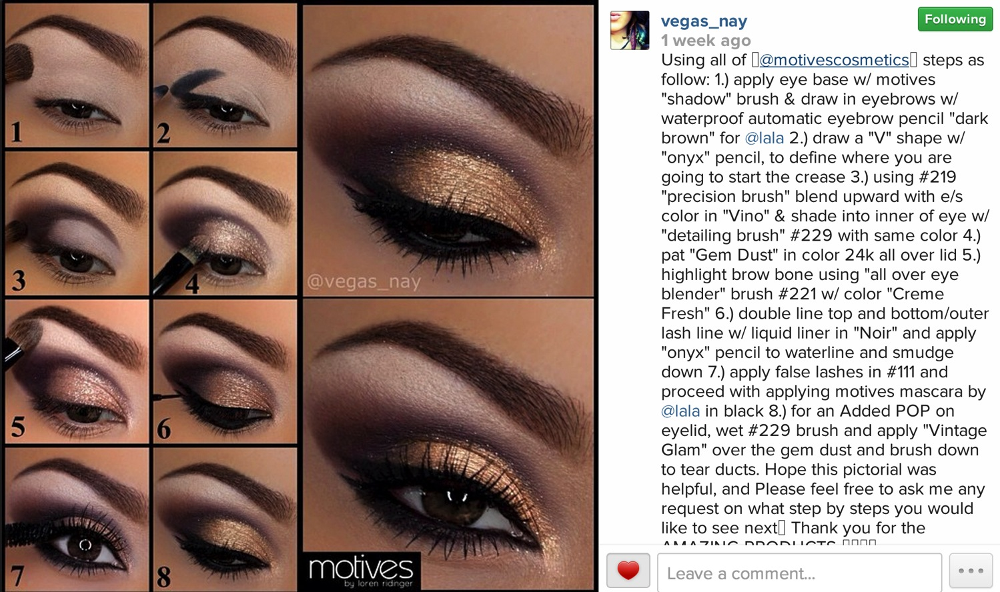 1
2
3
4
5
6
7
8
@vegas_nay
motives
by loren ridinger
vegas_nay
Following
1 week ago
Using all of @motivescosmetics steps as
follow: 1.) apply eye base w/ motives
"shadow" brush & draw in eyebrows w/
waterproof automatic eyebrow pencil "dark
brown" for @lala 2.) draw a "V" shape w/
"onyx" pencil, to define where you are
going to start the crease 3.) using #219
"precision brush" blend upward with e/s
color in "Vino" & shade into inner of eye w/
"detailing brush" #229 with same color 4.)
pat "Gem Dust" in color 24k all over lid 5.)
highlight brow bone using "all over eye
blender" brush #221 w/ color "Creme
Fresh" 6.) double line top and bottom/outer
lash line w/ liquid liner in "Noir" and apply
"onyx" pencil to waterline and smudge
down 7.) apply false lashes in #111 and
proceed with applying motives mascara by
@lala in black 8.) for an Added POP on
eyelid, wet #229 brush and apply "Vintage
Glam" over the gem dust and brush down
to tear ducts. Hope this pictorial was
helpful, and Please feel free to ask me any
request on what step by steps you would
like to see next Thank you for the
AMAZING PRODUCTS
Leave a comment...